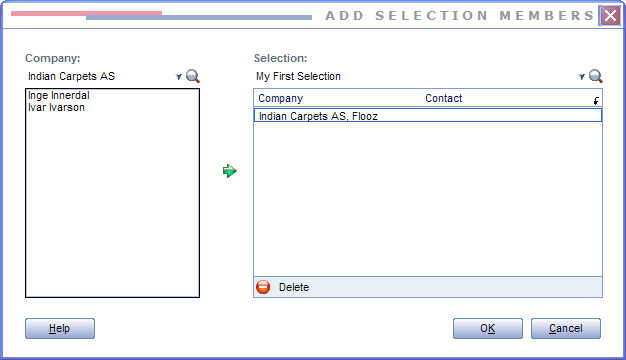 ADD SELECTION MEMBERS
Company:
Indian Carpets AS
Inge Innerdal
Ivar Ivarson
Selection:
My First Selection
Company Contact
Indian Carpets AS, Flooz
Delete
Help
OK
Cancel